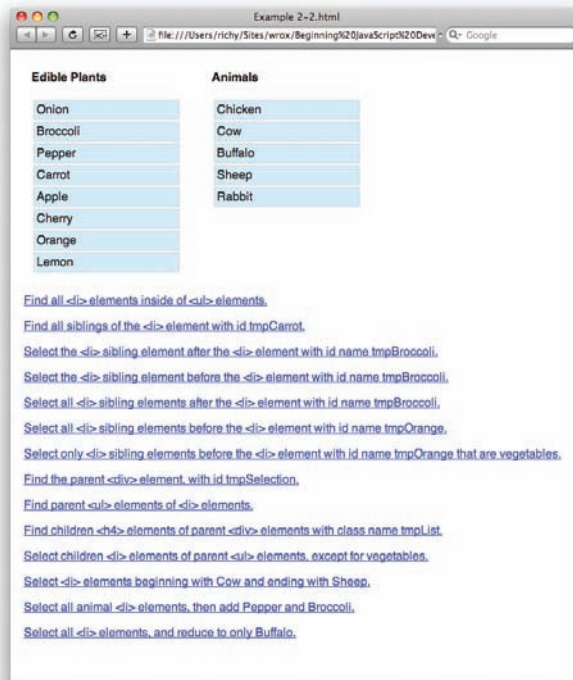 Example 2-2.html
file:///Users/richy/Sites/wrox/Beginning%20JavaScript%20Deve
Google
Edible Plants
Onion
Broccoli
Pepper
Carrot
Apple
Cherry
Orange
Lemon
Animals
Chicken
Cow
Buffalo
Sheep
Rabbit
Find all <li> elements inside of <ul> elements.
Find all siblings of the <li> element with id tmpCarrot.
Select the <li> sibling element after the <li> element with id name tmpBroccoli.
Select the <li> sibling element before the <li> element with id name tmpBroccoli.
Select all <li> sibling elements after the <li> element with id name tmpBroccoli.
Select all <li> sibling elements before the <li> element with id name tmpOrange.
Select only <li> sibling elements before the <li> element with id name tmpOrange that are vegetables.
Find the parent <div> element, with id tmpSelection.
Find parent <ul> elements of <li> elements.
Find children <h4> elements of parent <div> elements with class name tmpList.
Select children <li> elements of parent <ul> elements, except for vegetables.
Select <li> elements beginning with Cow and ending with Sheep.
Select all animal <li> elements, then add Pepper and Broccoli.
Select all <li> elements, and reduce to only Buffalo.